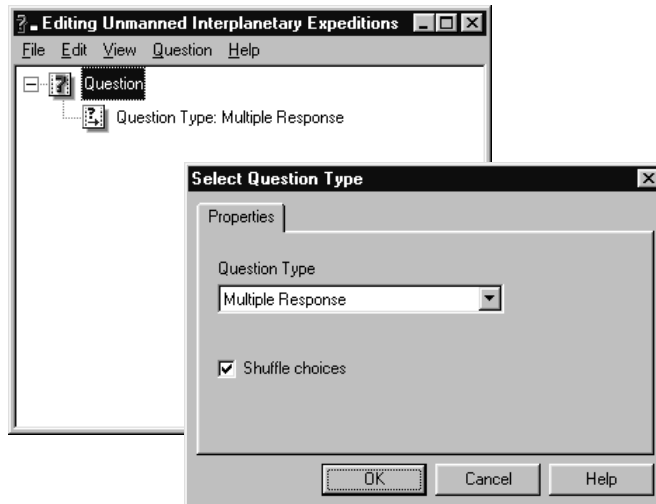 Editing Unmanned Interplanetary Expeditions
File Edit View Question Help
Question
Question Type: Multiple Response
Select Question Type
Properties
Question Type
Multiple Response
Shuffle choices
OK Cancel Help